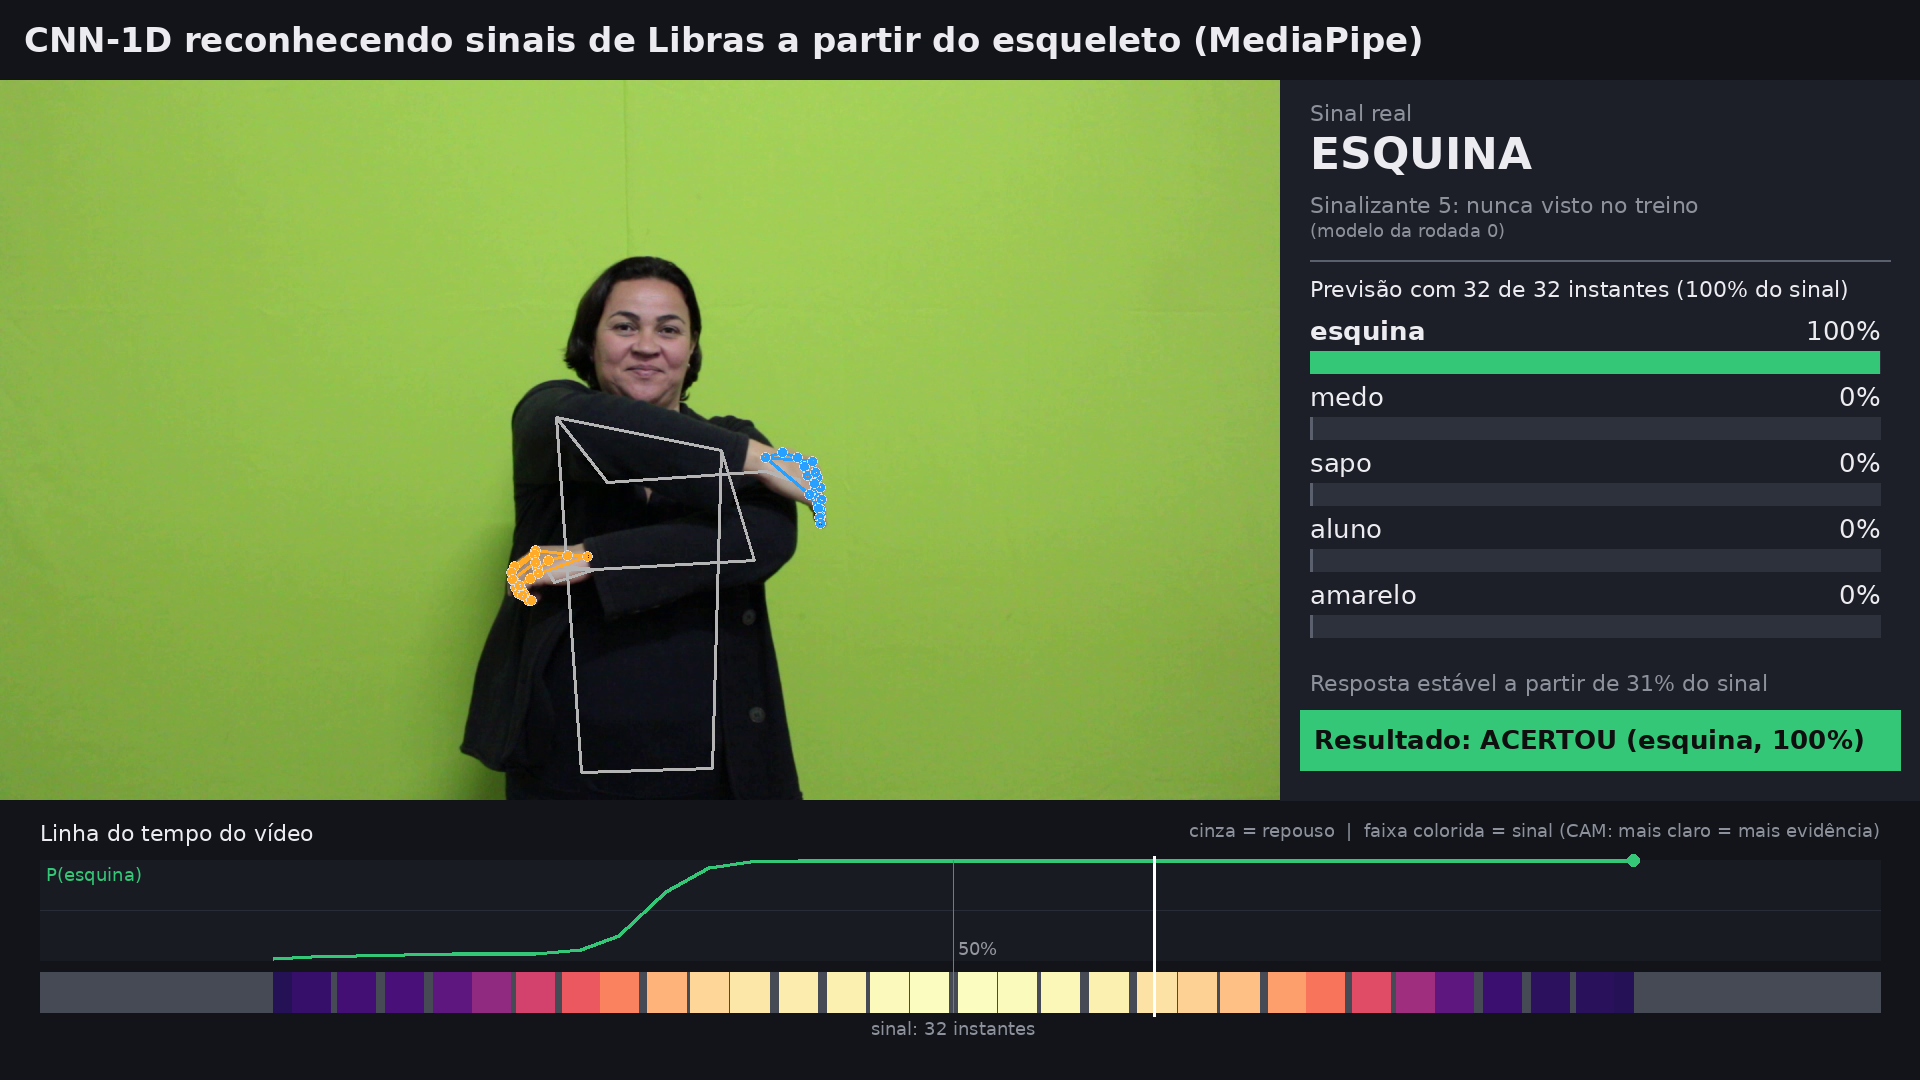 CNN-1D reconhecendo sinais de Libras a partir do esqueleto (MediaPipe)
Sinal real
ESQUINA
Sinalizante 5: nunca visto no treino
(modelo da rodada 0)
Previsão com 32 de 32 instantes (100% do sinal)
esquina 100%
medo 0%
sapo 0%
aluno 0%
amarelo 0%
Resposta estável a partir de 31% do sinal
Resultado: ACERTOU (esquina, 100%)
Linha do tempo do vídeo
cinza = repouso | faixa colorida = sinal (CAM: mais claro = mais evidência)
P(esquina)
50%
sinal: 32 instantes